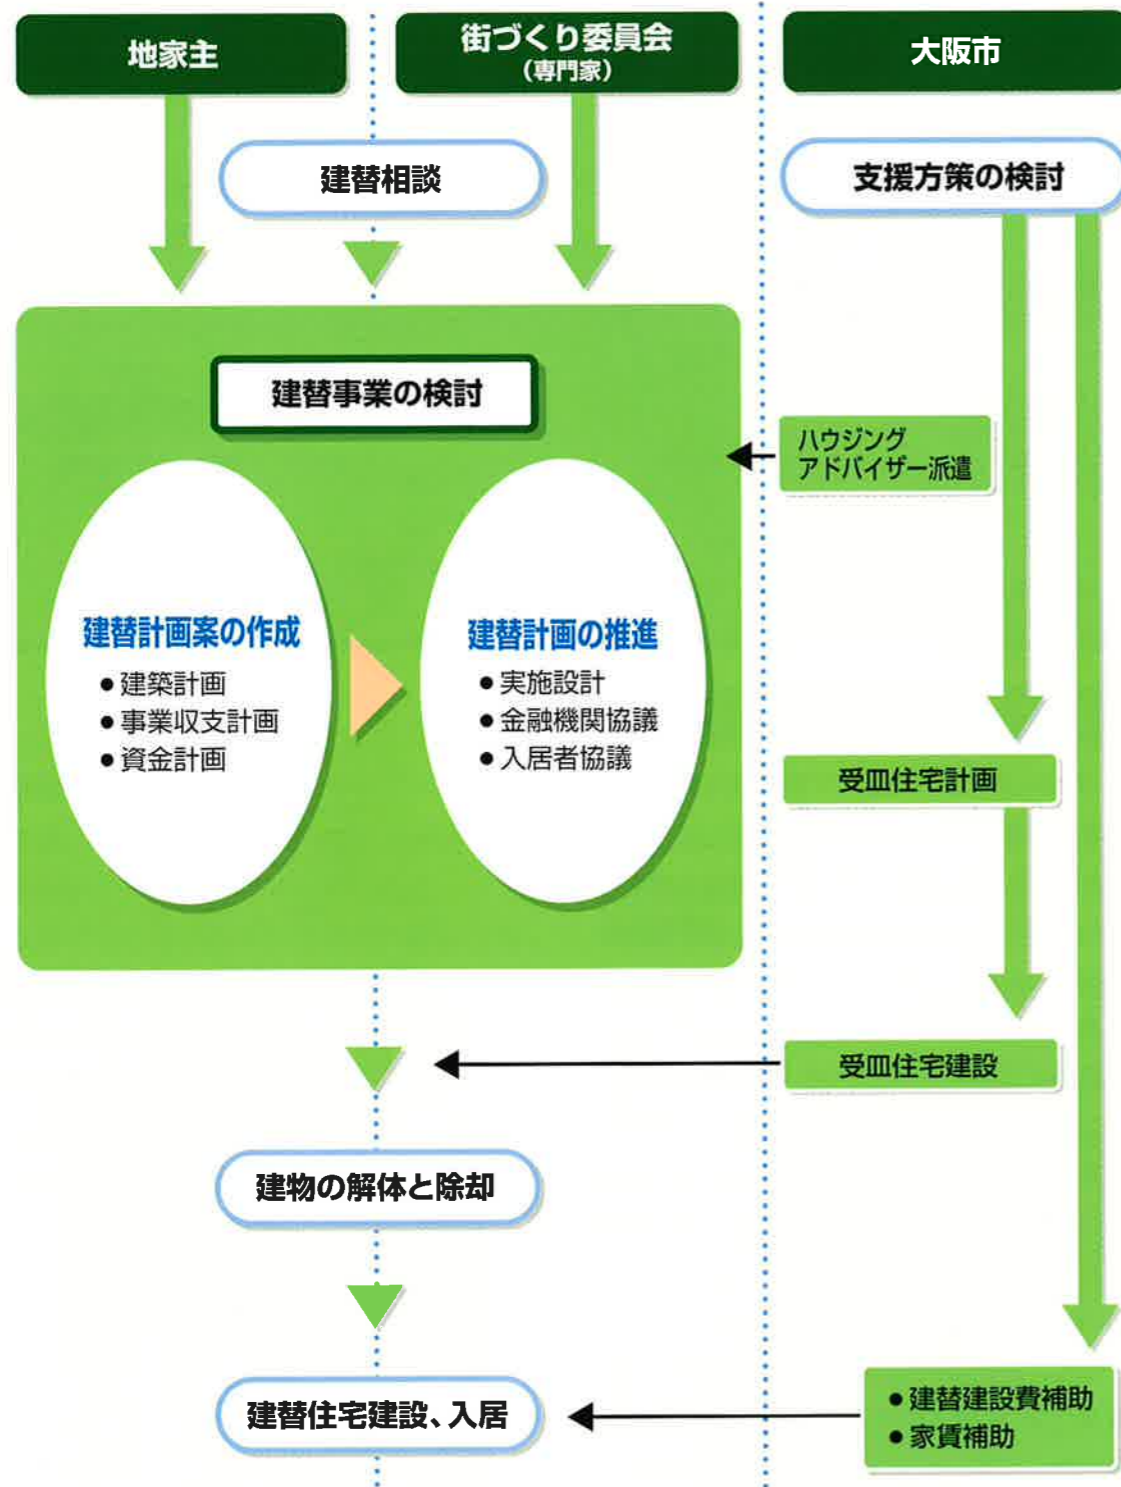 地家主
街づくり委員会
（専門家）
大阪市
建替相談
支援方策の検討
建替事業の検討
ハウジング
アドバイザー派遣
建替計画案の作成
● 建築計画
● 事業収支計画
● 資金計画
建替計画の推進
● 実施設計
● 金融機関協議
● 入居者協議
受皿住宅計画
受皿住宅建設
建物の解体と除却
建替住宅建設、入居
● 建替建設費補助
● 家賃補助